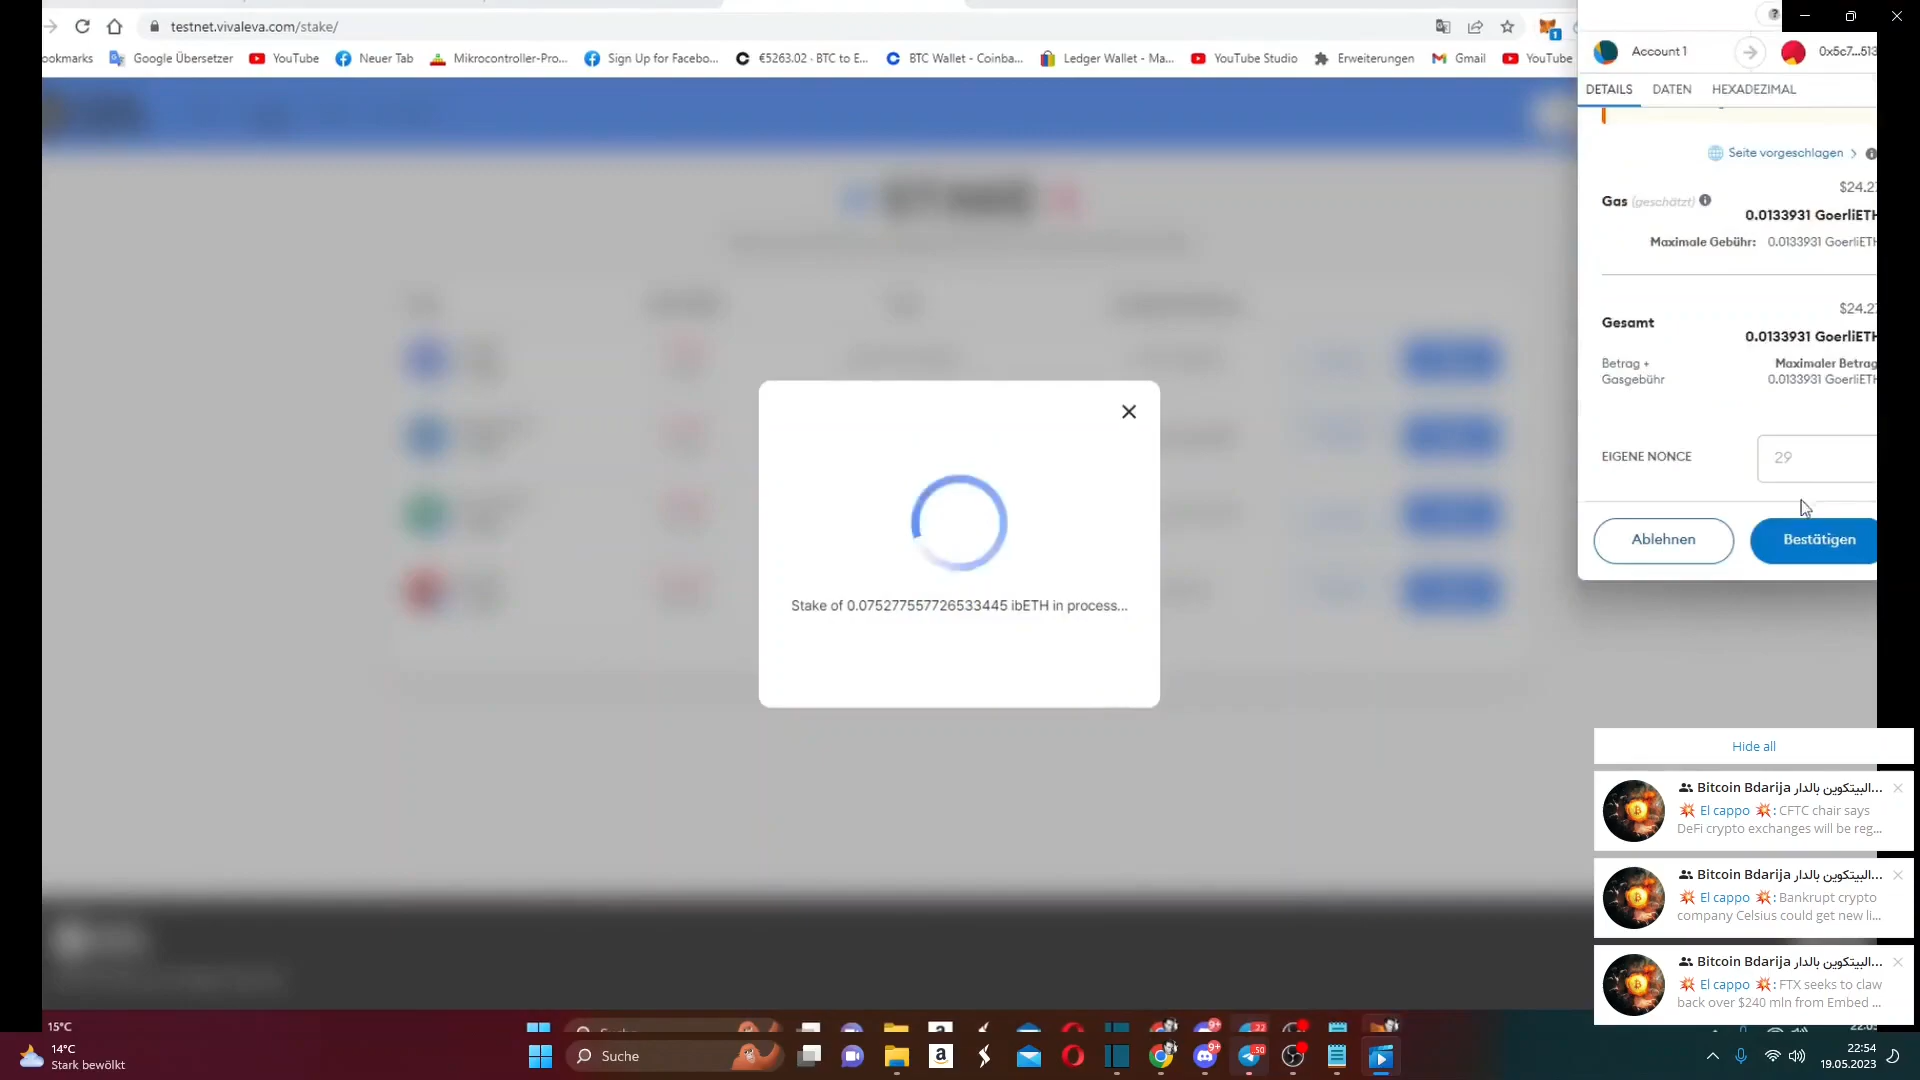 testnet.vivaleva.com/stake/
1
ookmarks
Google Übersetzer
YouTube
Neuer Tab
Mikrocontroller-Pro...
Sign Up for Facebo...
€5263.02 - BTC to E...
BTC Wallet - Coinba...
Ledger Wallet - Ma...
YouTube Studio
Erweiterungen
Gmail
YouTube
Account 1
0x5c7...513
DETAILS
DATEN
HEXADEZIMAL
Seite vorgeschlagen >
Gas (geschätzt)
$24.2
0.0133931 GoerliETH
Maximale Gebühr: 0.0133931 GoerliETH
Gesamt
$24.2
0.0133931 GoerliETH
Betrag +
Gasgebühr
Maximaler Betrag
0.0133931 GoerliETH
EIGENE NONCE
29
Ablehnen
Bestätigen
Stake of 0.075277557726533445 ibETH in process...
Hide all
Bitcoin Bdarija البيتكوين بالدار...
El cappo : CFTC chair says
DeFi crypto exchanges will be reg...
Bitcoin Bdarija البيتكوين بالدار...
El cappo : Bankrupt crypto
company Celsius could get new li...
Bitcoin Bdarija البيتكوين بالدار...
El cappo : FTX seeks to claw
back over $240 mln from Embed ...
15°C
14°C
Stark bewölkt
Suche
22:54
19.05.2023